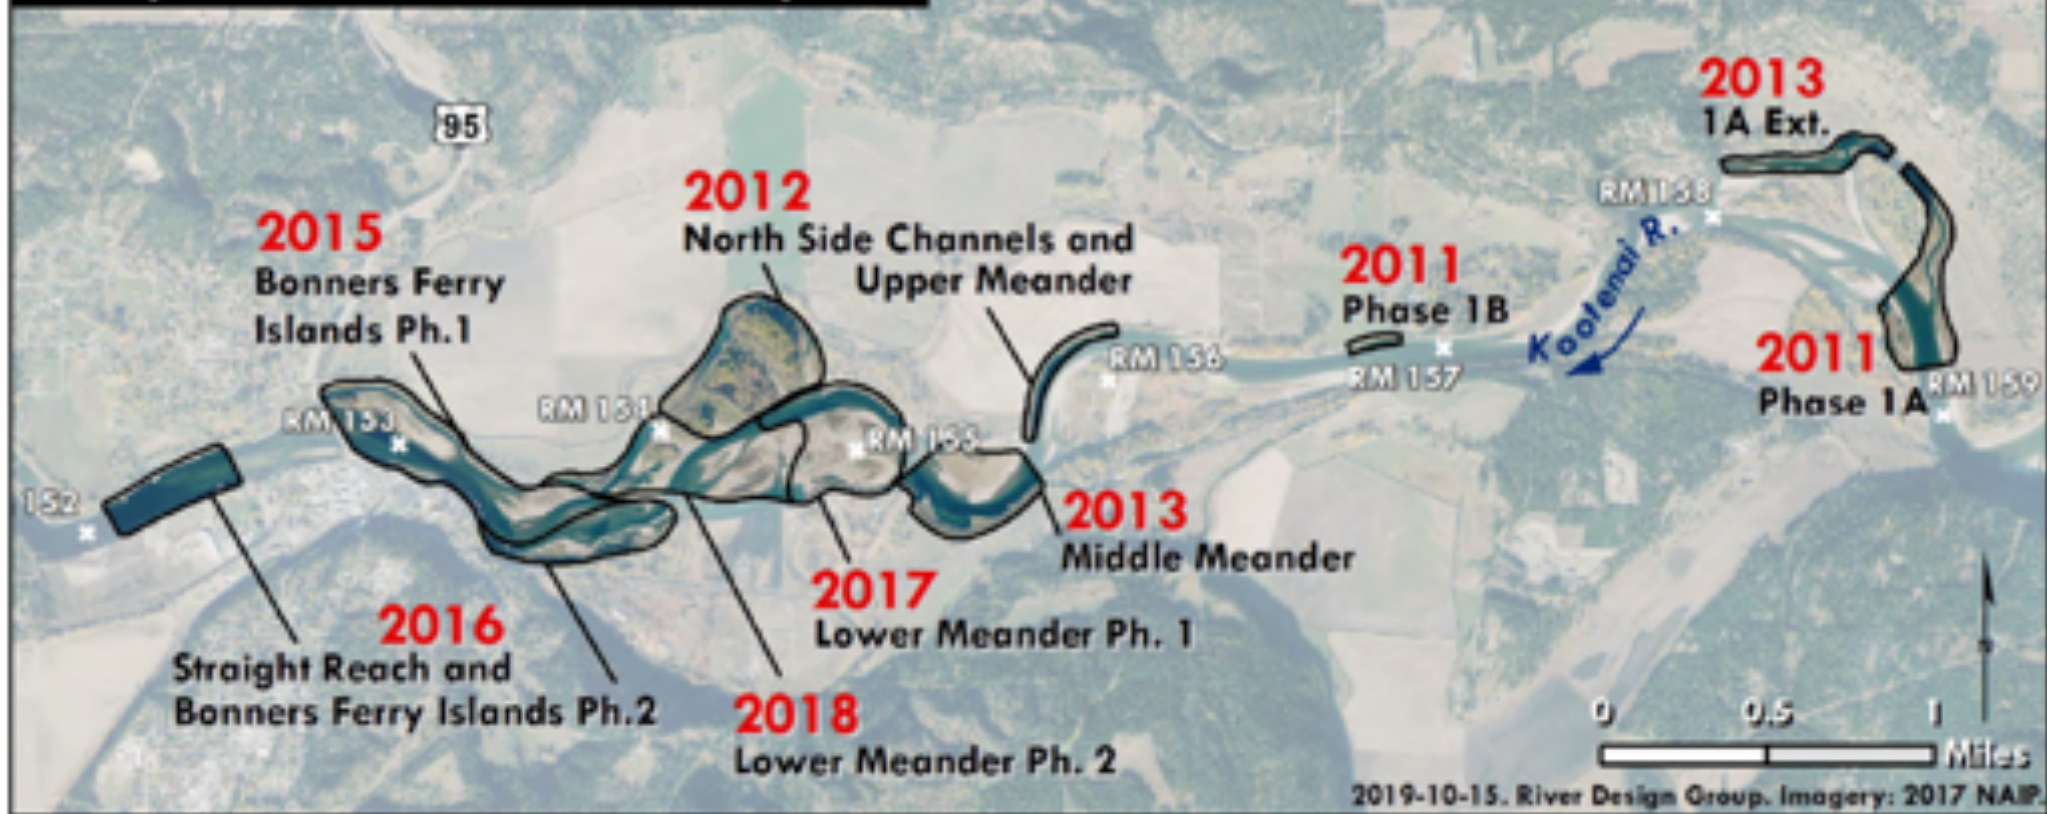 2013
1A Ext.
95
2012
North Side Channels and
Upper Meander
RM 158
Kootenai R.
2015
Bonners Ferry
Islands Ph.1
2011
Phase 1B
RM 156
RM 157
2011
Phase 1A
RM 159
RM 153
RM 154
RM 155
152
2013
Middle Meander
2017
Lower Meander Ph. 1
2016
Straight Reach and
Bonners Ferry Islands Ph.2
2018
Lower Meander Ph. 2
0 0.5 1
Miles
2019-10-15. River Design Group. Imagery: 2017 NAIP.